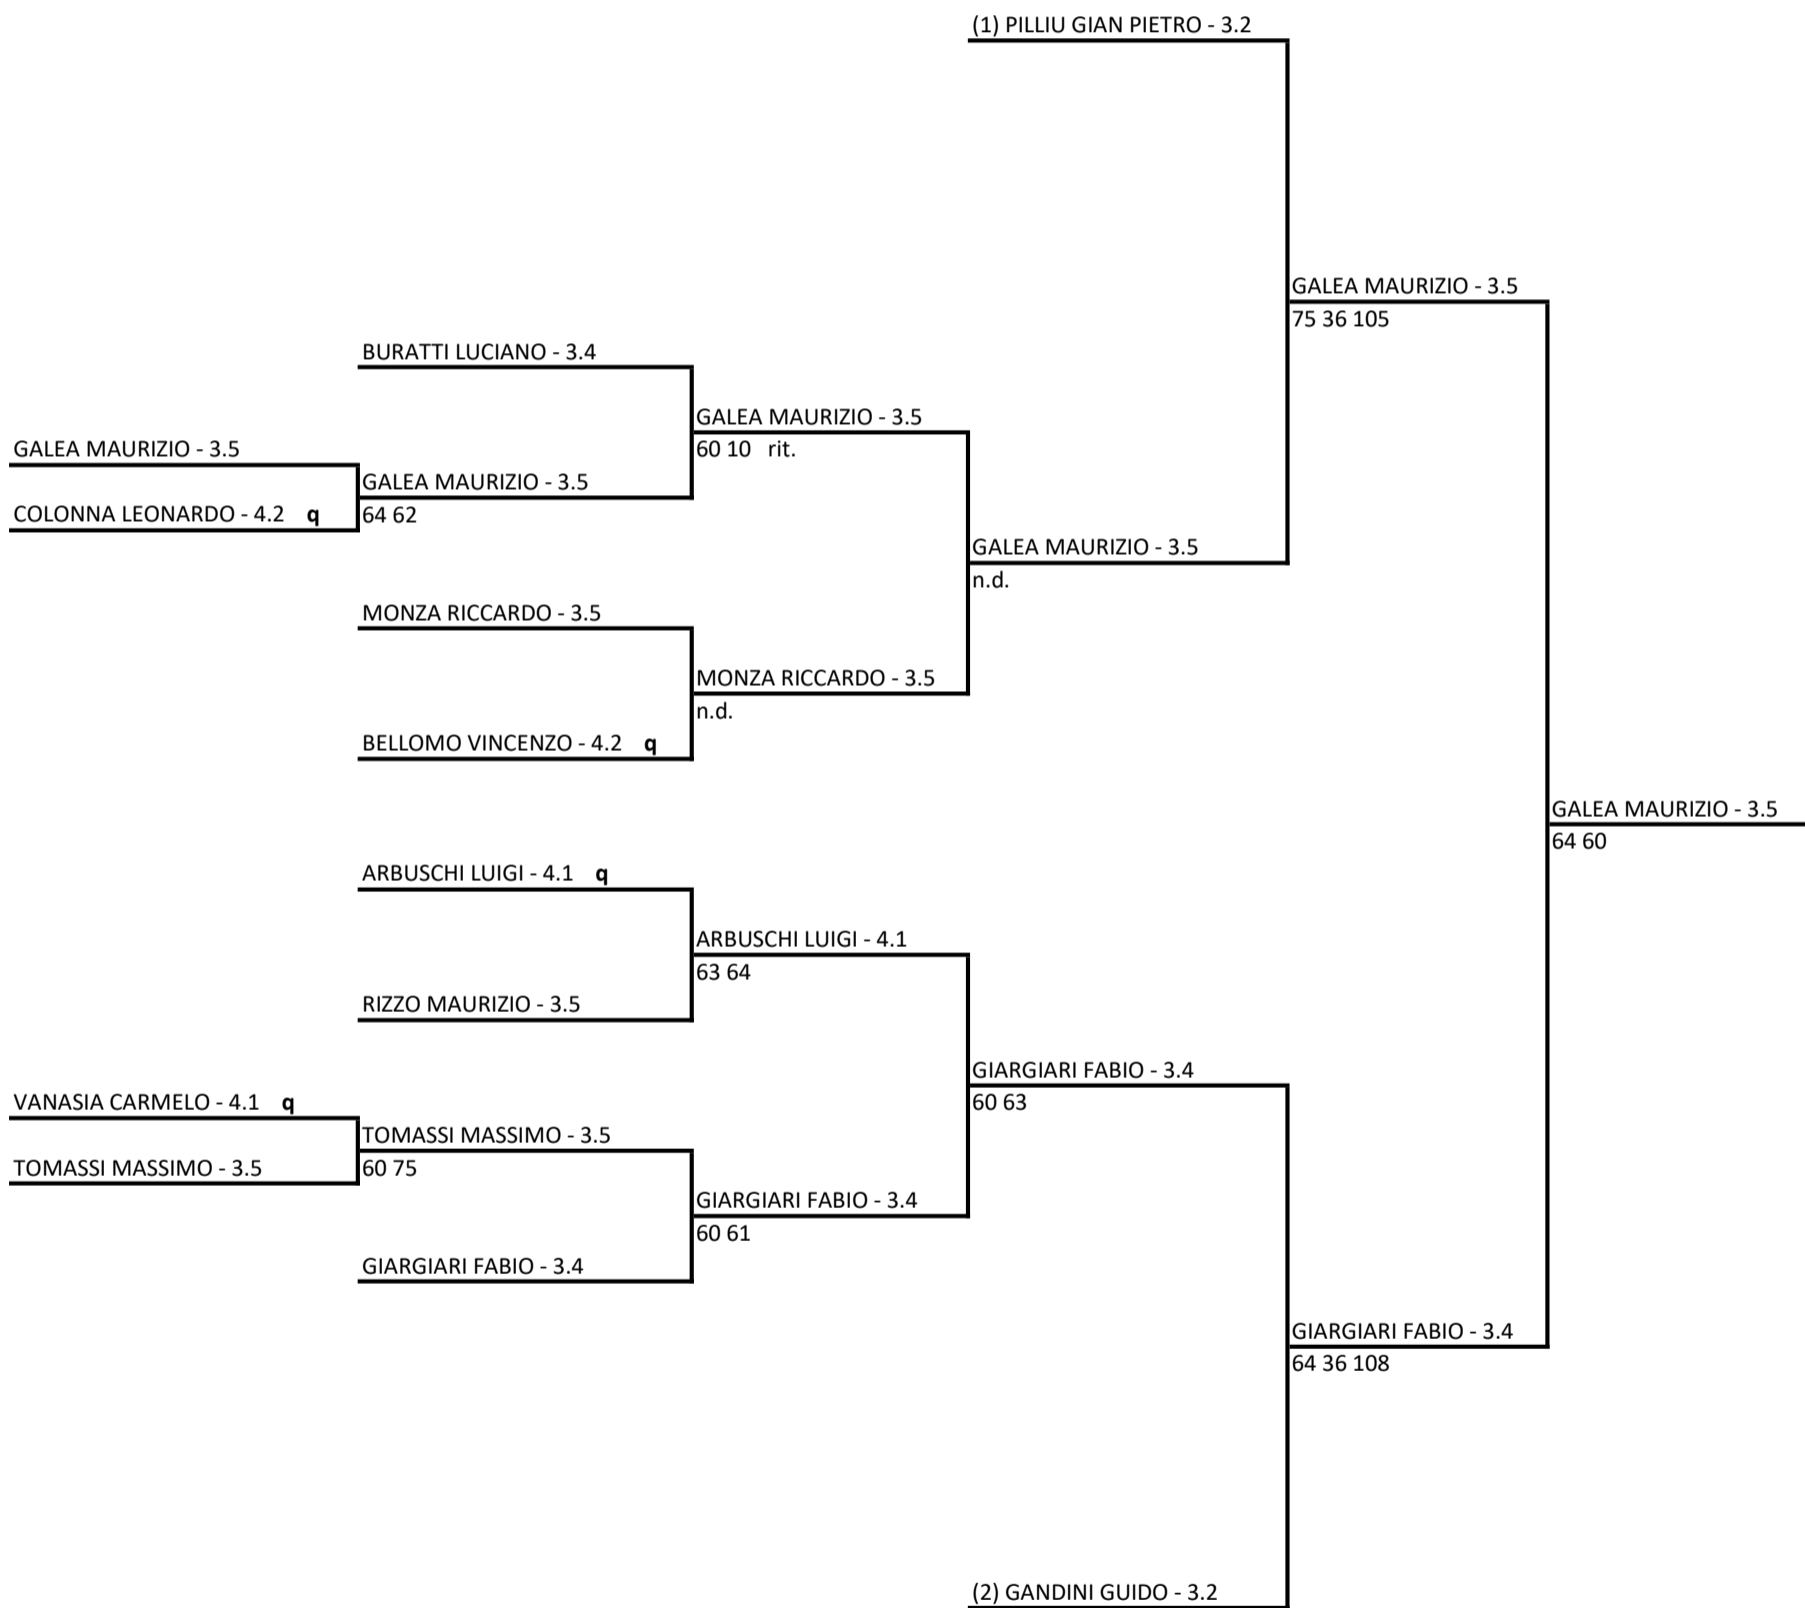 (1) PILLIU GIAN PIETRO - 3.2
GALEA MAURIZIO - 3.5
75 36 105
BURATTI LUCIANO - 3.4
GALEA MAURIZIO - 3.5
60 10 rit.
GALEA MAURIZIO - 3.5
GALEA MAURIZIO - 3.5
64 62
COLONNA LEONARDO - 4.2 q
GALEA MAURIZIO - 3.5
n.d.
MONZA RICCARDO - 3.5
MONZA RICCARDO - 3.5
n.d.
BELLOMO VINCENZO - 4.2 q
GALEA MAURIZIO - 3.5
64 60
ARBUSCHI LUIGI - 4.1 q
ARBUSCHI LUIGI - 4.1
63 64
RIZZO MAURIZIO - 3.5
GIARGIARI FABIO - 3.4
60 63
VANASIA CARMELO - 4.1 q
TOMASSI MASSIMO - 3.5
60 75
TOMASSI MASSIMO - 3.5
GIARGIARI FABIO - 3.4
60 61
GIARGIARI FABIO - 3.4
GIARGIARI FABIO - 3.4
64 36 108
(2) GANDINI GUIDO - 3.2